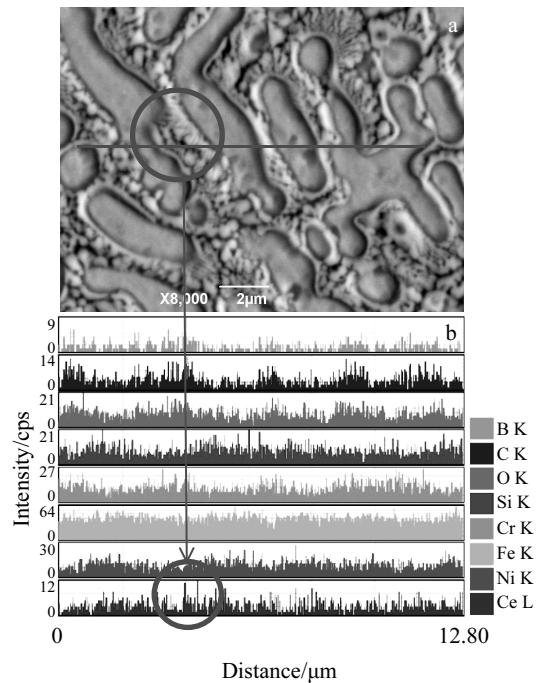 a
X8,000 2μm
b
Intensity/cps
9
0
14
0
21
0
21
0
27
0
64
0
30
0
12
0
B K
C K
O K
Si K
Cr K
Fe K
Ni K
Ce L
0 12.80
Distance/μm